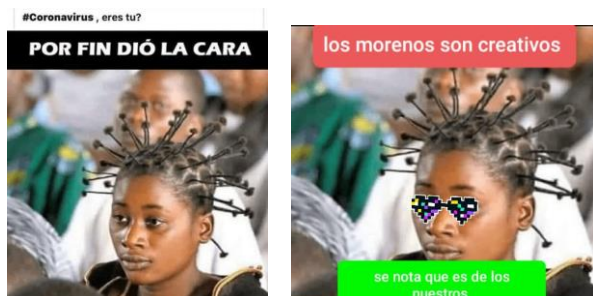 #Coronavirus , eres tu?
POR FIN DIÓ LA CARA
los morenos son creativos
se nota que es de los
nuestros